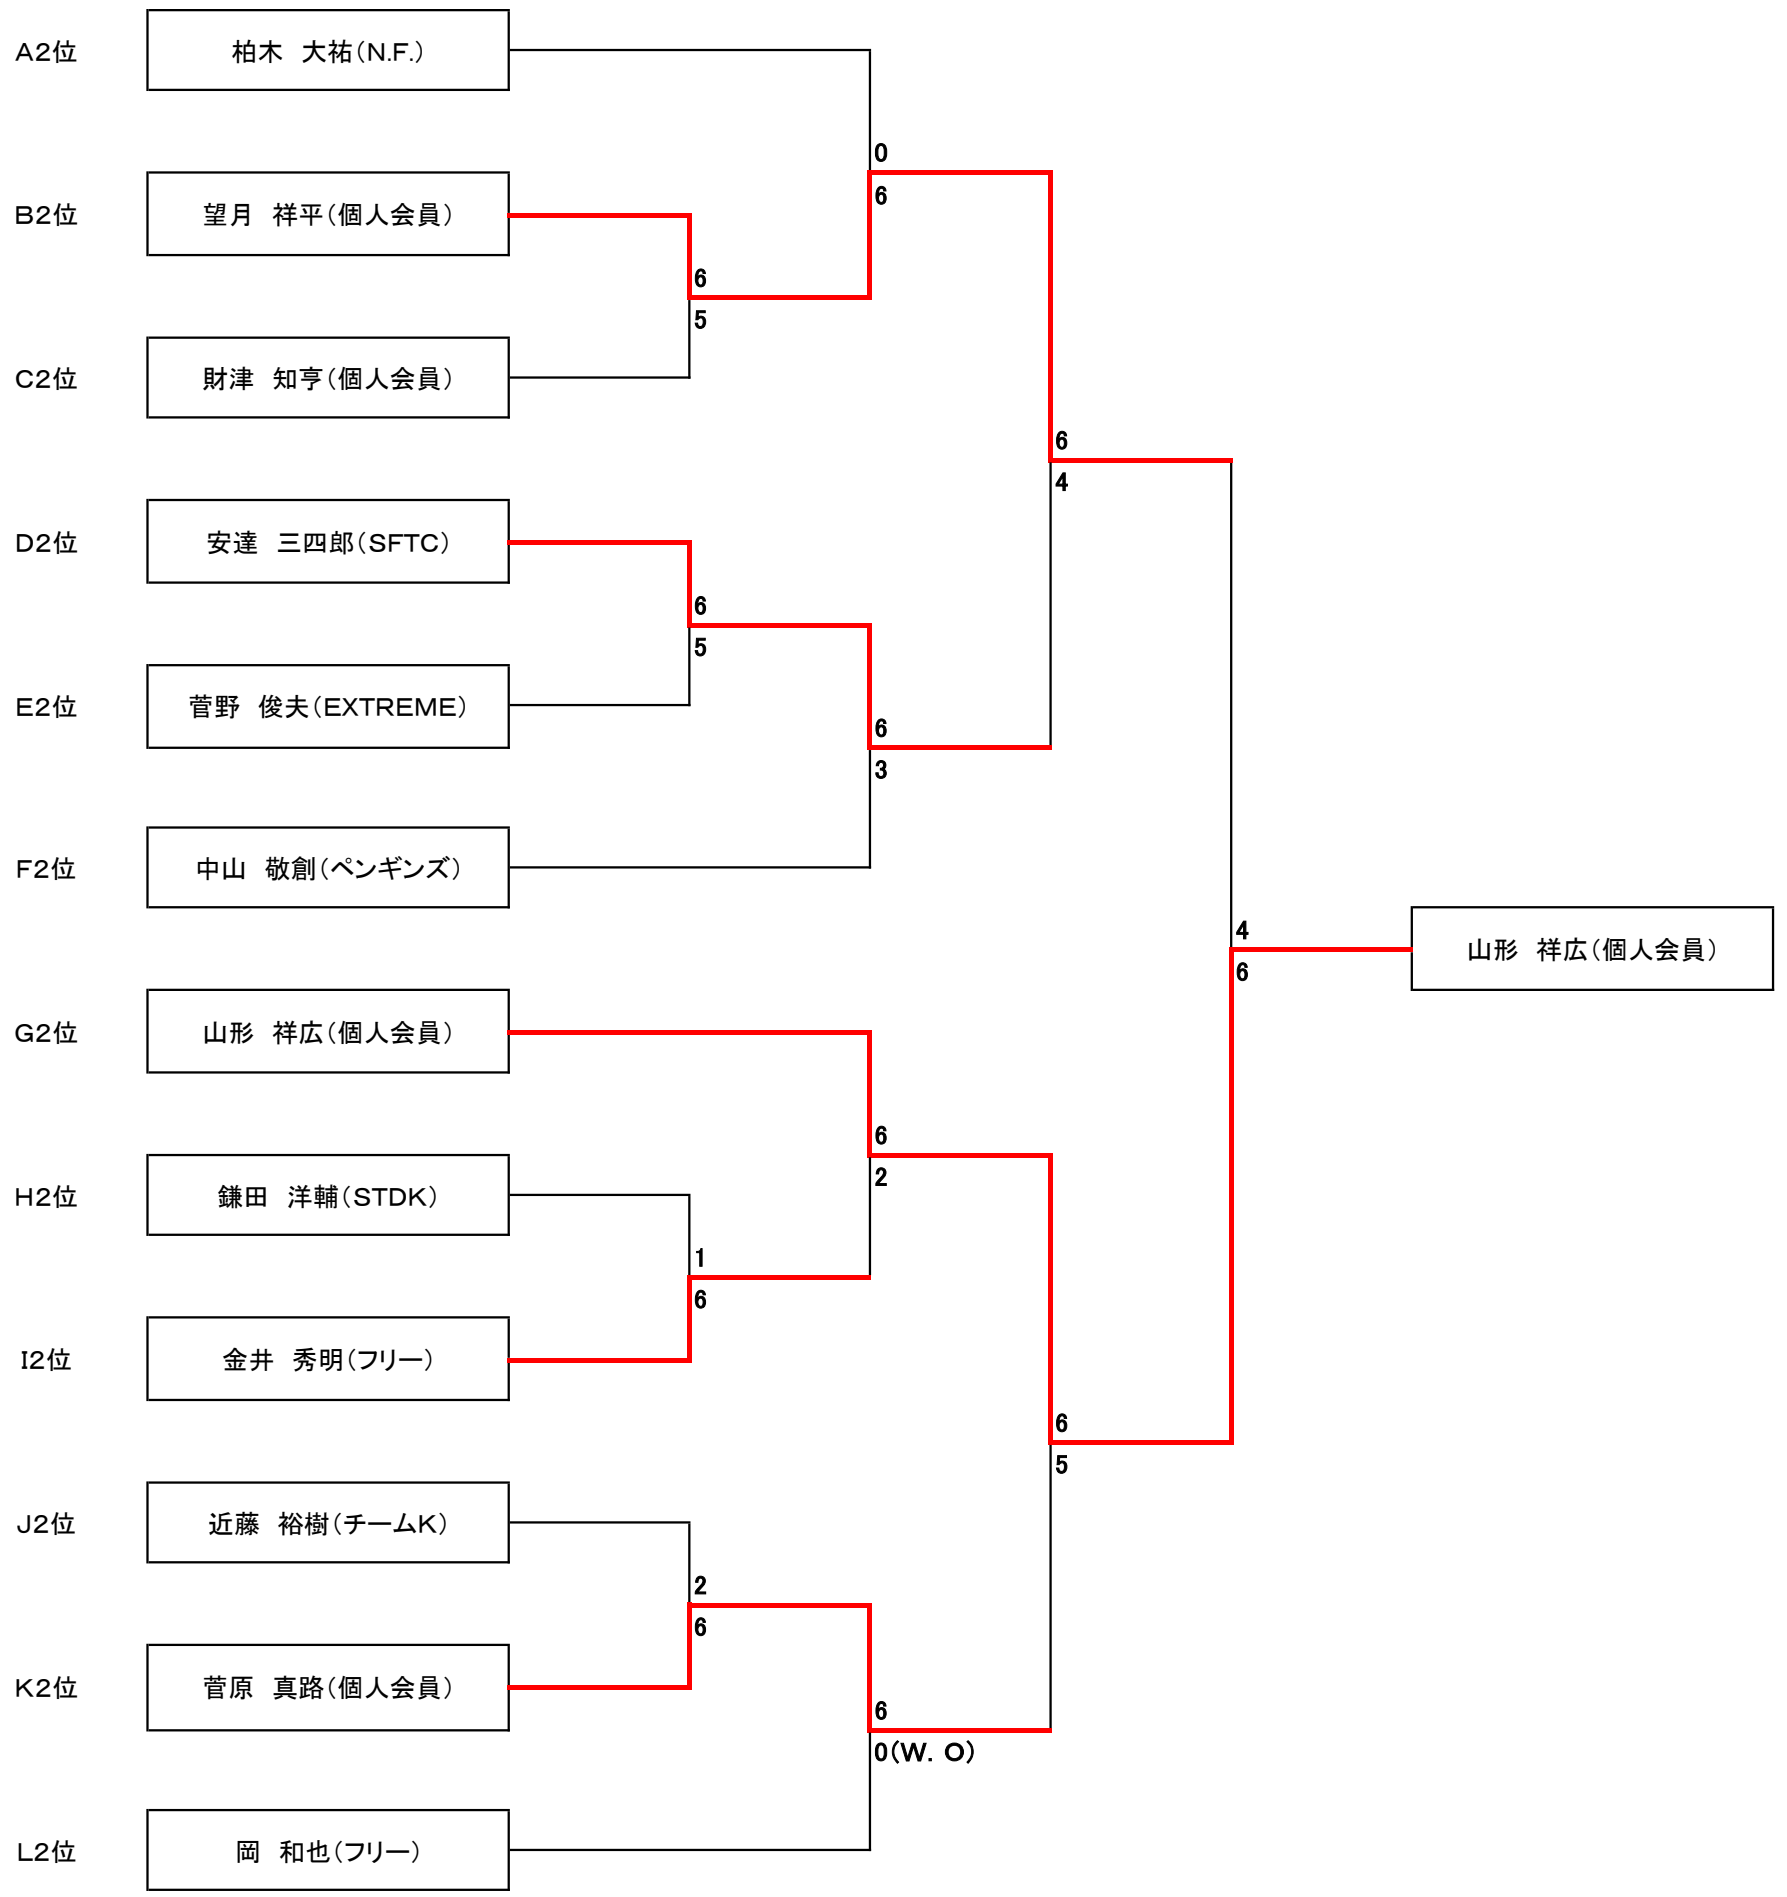 A2位 柏木　大祐（N.F.）
0
6
B2位 望月　祥平（個人会員）
6
5
C2位 財津　知亨（個人会員）
6
4
D2位 安達　三四郎（SFTC）
6
5
E2位 菅野　俊夫（EXTREME）
6
3
F2位 中山　敬創（ペンギンズ）
4
6
山形　祥広（個人会員）
G2位 山形　祥広（個人会員）
6
2
H2位 鎌田　洋輔（STDK）
1
6
I2位 金井　秀明（フリー）
6
5
J2位 近藤　裕樹（チームK）
2
6
K2位 菅原　真路（個人会員）
6
0（W．O）
L2位 岡　和也（フリー）